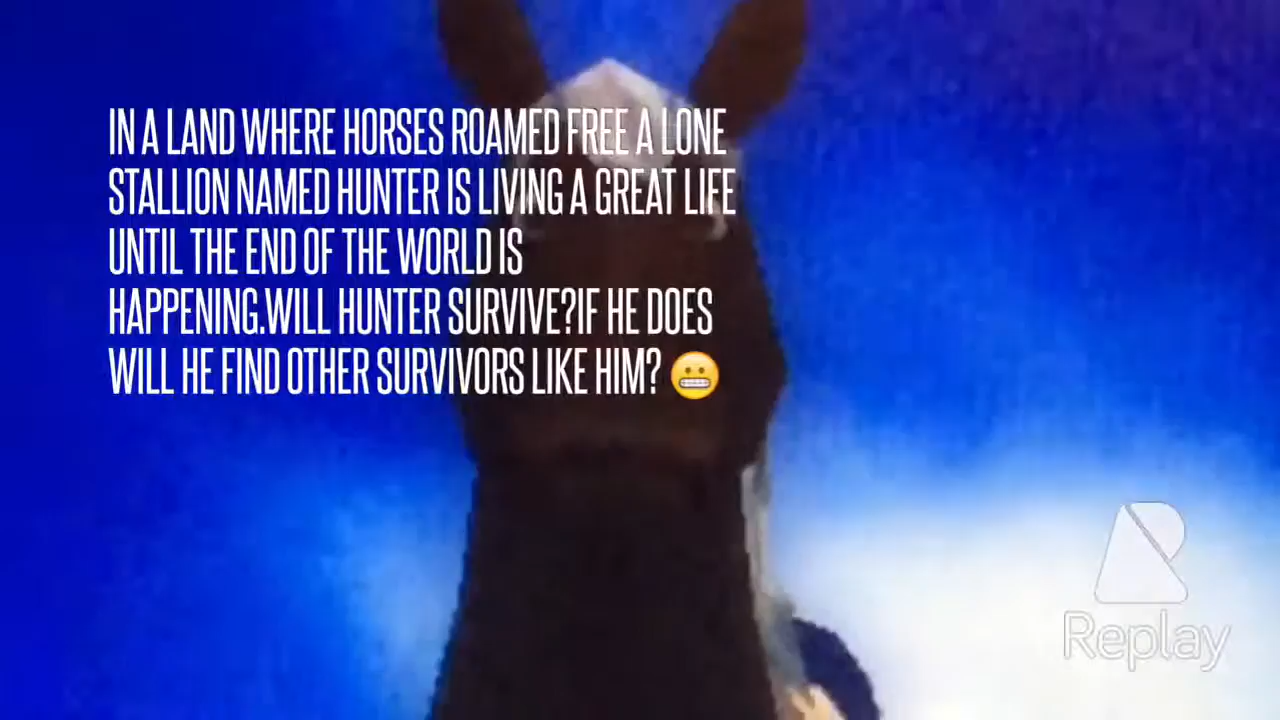 IN A LAND WHERE HORSES ROAMED FREE A LONE
STALLION NAMED HUNTER IS LIVING A GREAT LIFE
UNTIL THE END OF THE WORLD IS
HAPPENING.WILL HUNTER SURVIVE?IF HE DOES
WILL HE FIND OTHER SURVIVORS LIKE HIM? 😬
Replay